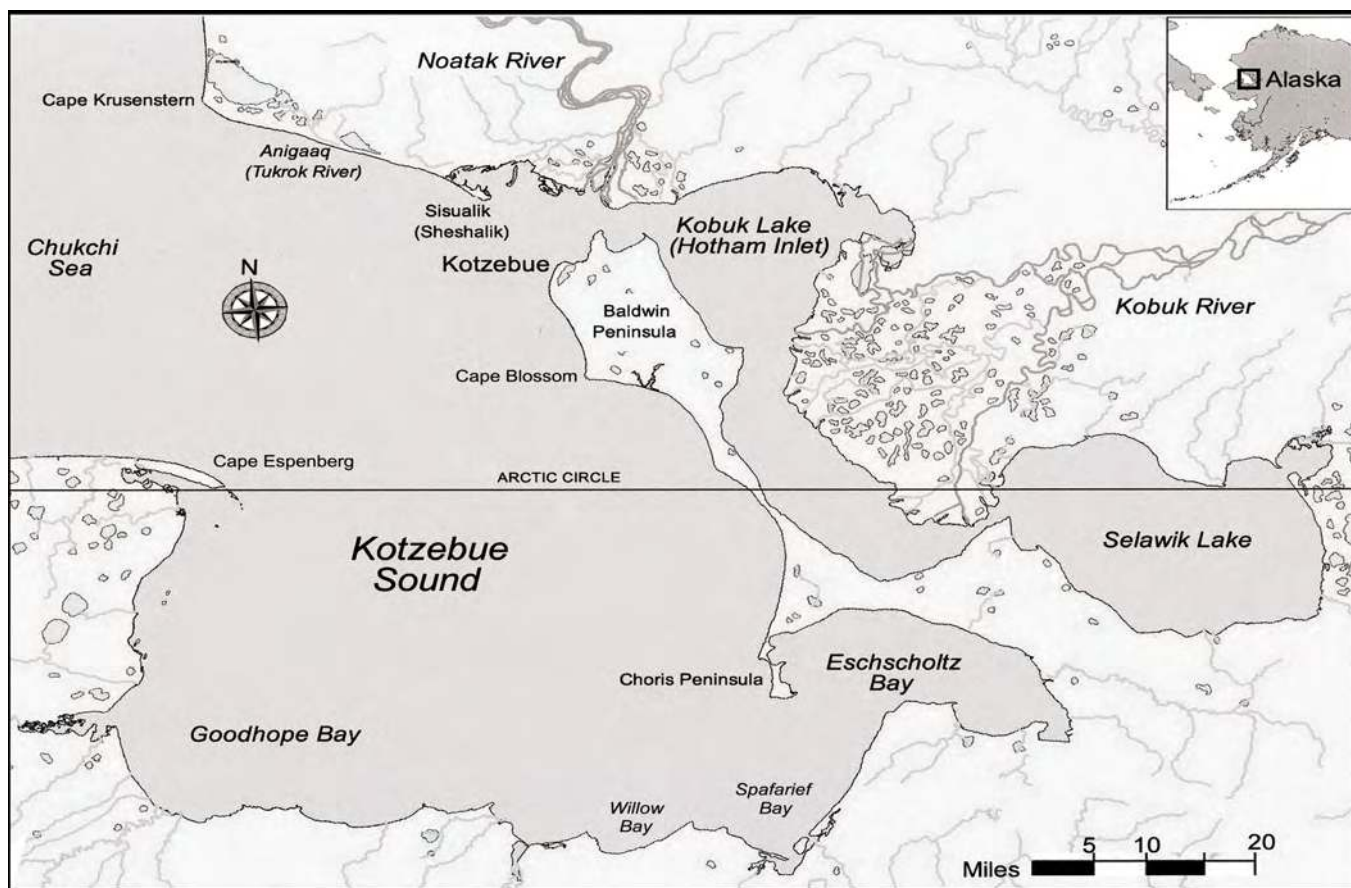 Noatak River
Alaska
Cape Krusenstern
Anigaaq
(Tukrok River)
Sisualik
(Sheshalik)
Kobuk Lake
(Hotham Inlet)
Chukchi
Sea
N
Kotzebue
Baldwin
Peninsula
Kobuk River
Cape Blossom
Cape Espenberg
ARCTIC CIRCLE
Kotzebue
Sound
Selawik Lake
Choris Peninsula
Eschscholtz
Bay
Goodhope Bay
Spafarief
Bay
Willow
Bay
Miles
5 10 20